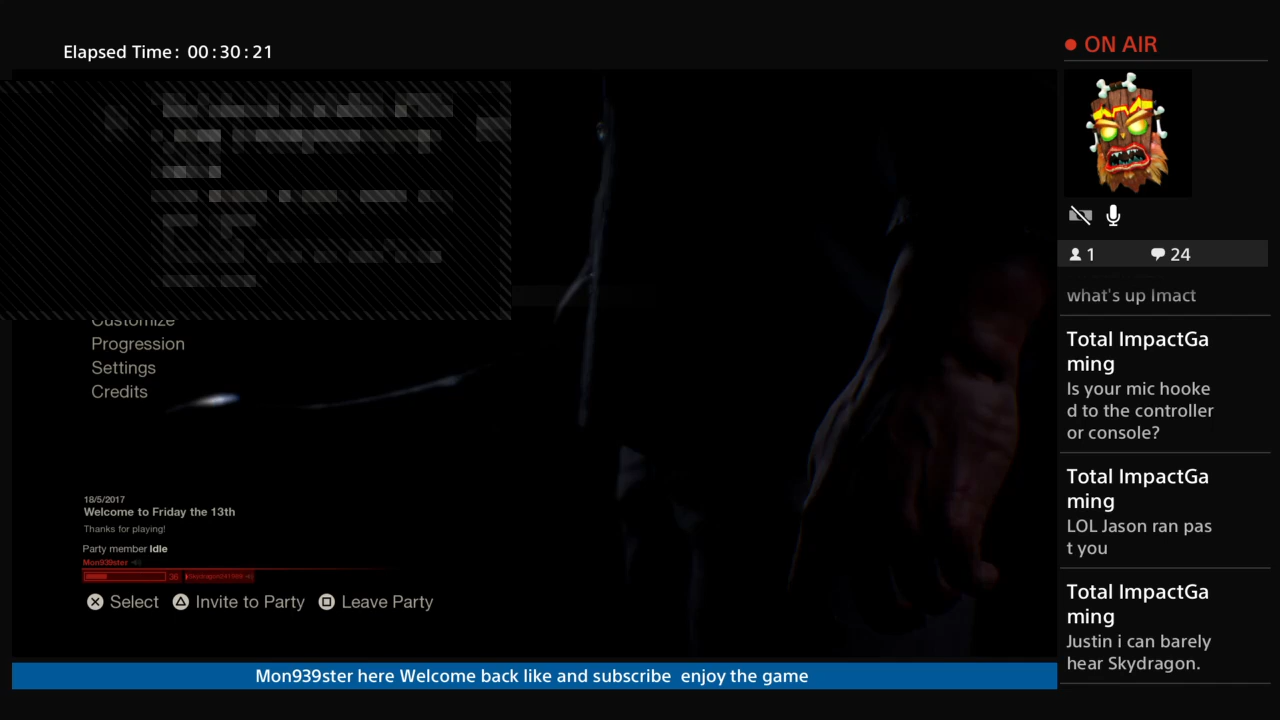 Elapsed Time: 00:30:21
ON AIR
1
24
what's up Imact
Total ImpactGa
ming
Is your mic hooke
d to the controller
or console?
Total ImpactGa
ming
LOL Jason ran pas
t you
Total ImpactGa
ming
Justin i can barely
hear Skydragon.
Customize
Progression
Settings
Credits
18/5/2017
Welcome to Friday the 13th
Thanks for playing!
Party member Idle
Mon939ster
Select
Invite to Party
Leave Party
Mon939ster here Welcome back like and subscribe enjoy the game